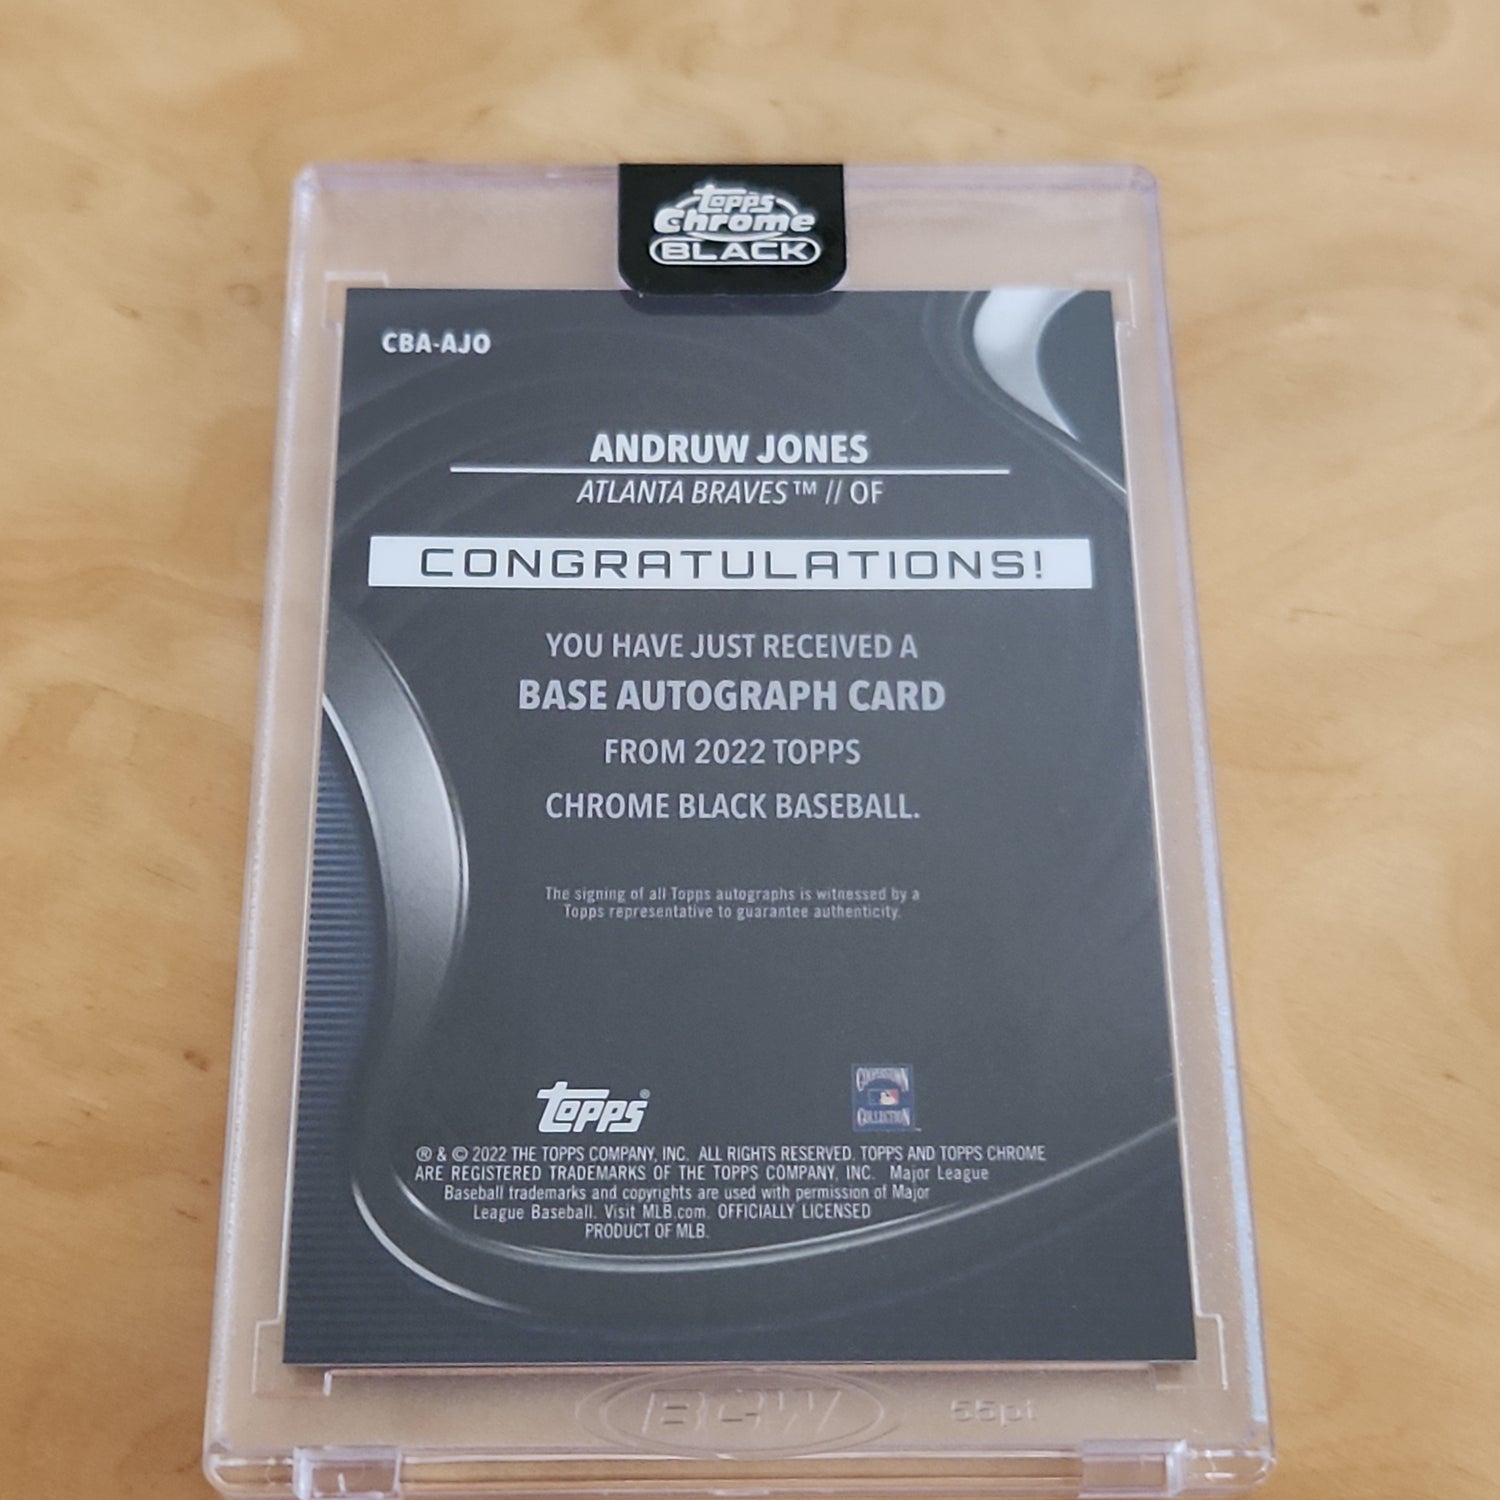 Topps
Chrome
BLACK
CBA-AJO
ANDRUW JONES
ATLANTA BRAVES™ // OF
CONGRATULATIONS!
YOU HAVE JUST RECEIVED A
BASE AUTOGRAPH CARD
FROM 2022 TOPPS
CHROME BLACK BASEBALL.
The signing of all Topps autographs is witnessed by a
Topps representative to guarantee authenticity.
Topps®
COOPERSTOWN
COLLECTION
® & © 2022 THE TOPPS COMPANY, INC. ALL RIGHTS RESERVED. TOPPS AND TOPPS CHROME
ARE REGISTERED TRADEMARKS OF THE TOPPS COMPANY, INC. Major League
Baseball trademarks and copyrights are used with permission of Major
League Baseball. Visit MLB.com. OFFICIALLY LICENSED
PRODUCT OF MLB.
BCW
55pt